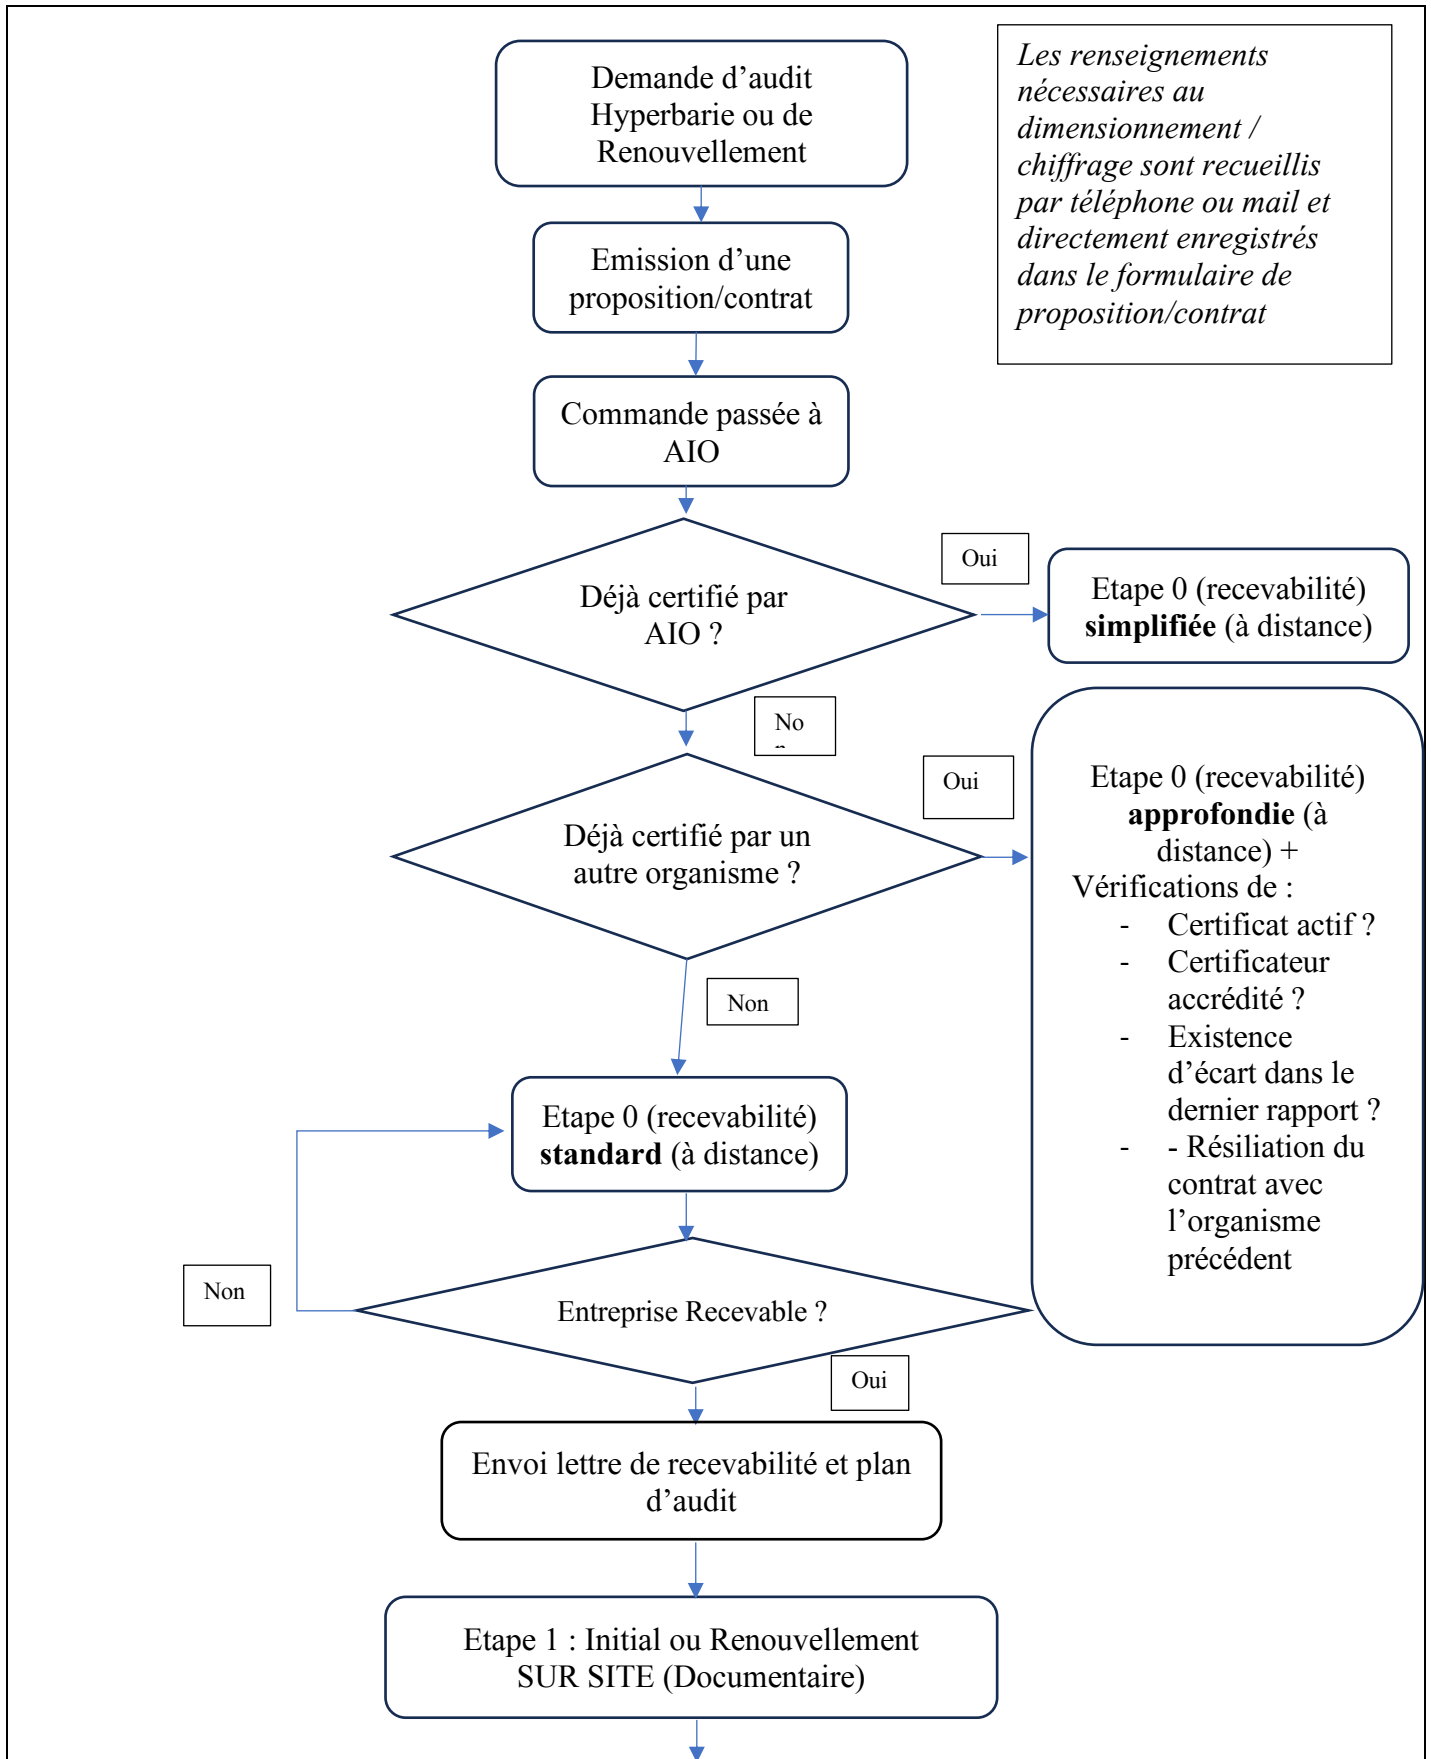 Demande d’audit
Hyperbarie ou de
Renouvellement
Les renseignements
nécessaires au
dimensionnement /
chiffrage sont recueillis
par téléphone ou mail et
directement enregistrés
dans le formulaire de
proposition/contrat
Emission d’une
proposition/contrat
Commande passée à
AIO
Déjà certifié par
AIO ?
Oui
Etape 0 (recevabilité)
simplifiée (à distance)
No
n
Déjà certifié par un
autre organisme ?
Oui
Etape 0 (recevabilité)
approfondie (à
distance) +
Vérifications de :
- Certificat actif ?
- Certificateur
accrédité ?
- Existence
d’écart dans le
dernier rapport ?
- - Résiliation du
contrat avec
l’organisme
précédent
Non
Etape 0 (recevabilité)
standard (à distance)
Non
Entreprise Recevable ?
Oui
Envoi lettre de recevabilité et plan
d’audit
Etape 1 : Initial ou Renouvellement
SUR SITE (Documentaire)